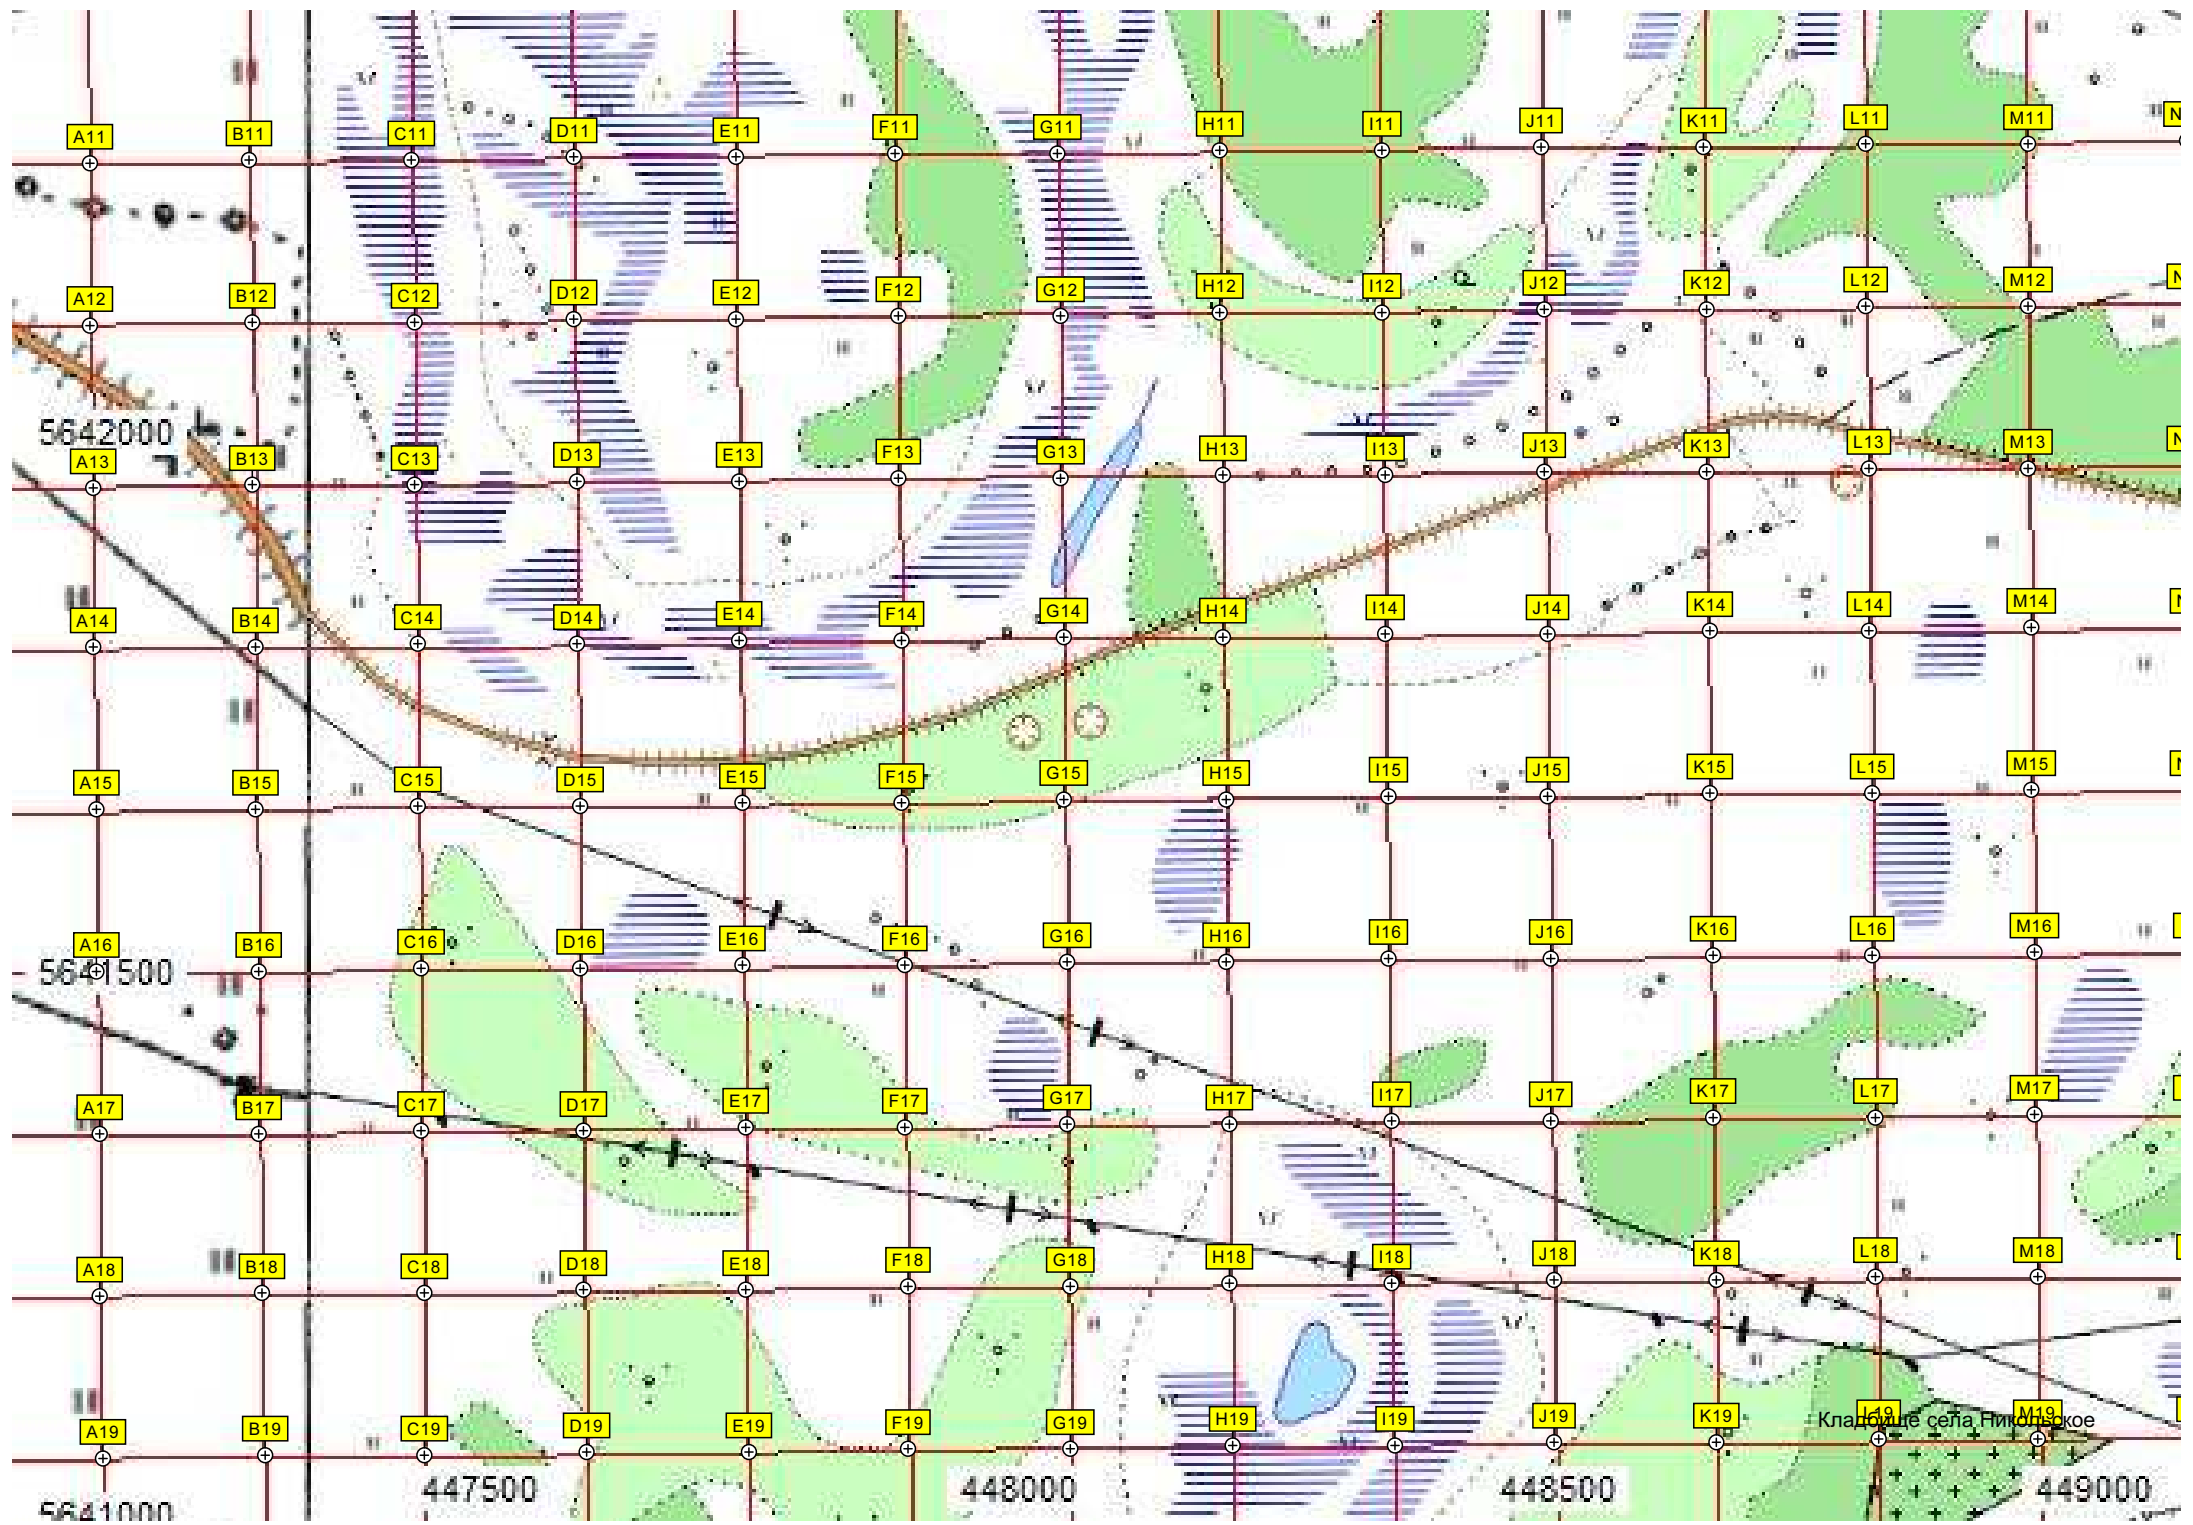 A11 B11 C11 D11 E11 F11 G11 H11 I11 J11 K11 L11 M11 N
A12 B12 C12 D12 E12 F12 G12 H12 I12 J12 K12 L12 M12 N
5642000
A13 B13 C13 D13 E13 F13 G13 H13 I13 J13 K13 L13 M13 N
A14 B14 C14 D14 E14 F14 G14 H14 I14 J14 K14 L14 M14 N
A15 B15 C15 D15 E15 F15 G15 H15 I15 J15 K15 L15 M15 N
A16 B16 C16 D16 E16 F16 G16 H16 I16 J16 K16 L16 M16
5641500
A17 B17 C17 D17 E17 F17 G17 H17 I17 J17 K17 L17 M17
A18 B18 C18 D18 E18 F18 G18 H18 I18 J18 K18 L18 M18
A19 B19 C19 D19 E19 F19 G19 H19 I19 J19 K19 L19 M19
Кладбище села Никольское
447500 448000 448500 449000
5641000